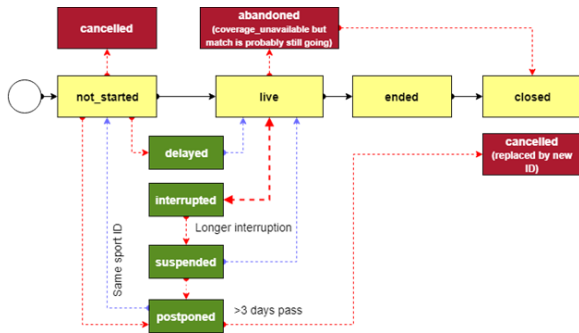 cancelled
abandoned
(coverage_unavailable but
match is probably still going)
not_started
live
ended
closed
delayed
cancelled
(replaced by new
ID)
interrupted
Longer interruption
Same sport ID
suspended
postponed
>3 days pass